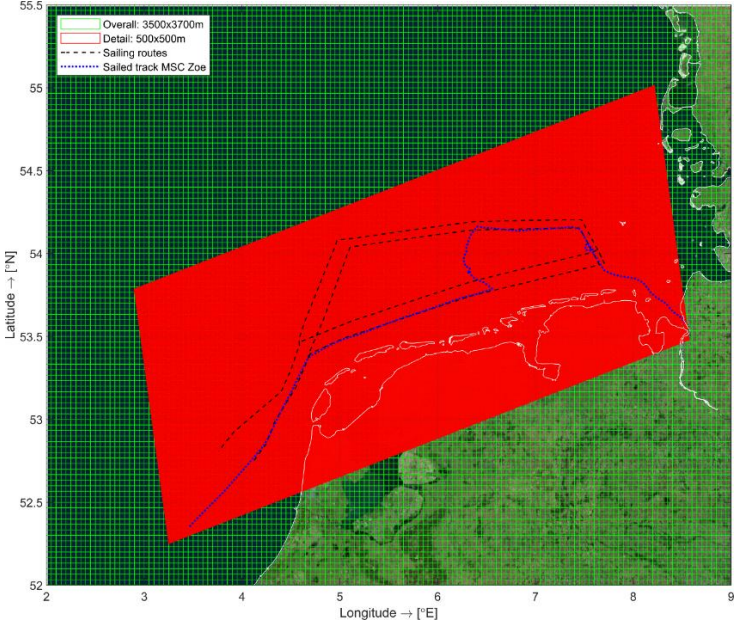 Overall: 3500x3700m
Detail: 500x500m
Sailing routes
Sailed track MSC Zoe
55.5
55
54.5
54
53.5
53
52.5
52
Latitude → [°N]
2 3 4 5 6 7 8 9
Longitude → [°E]